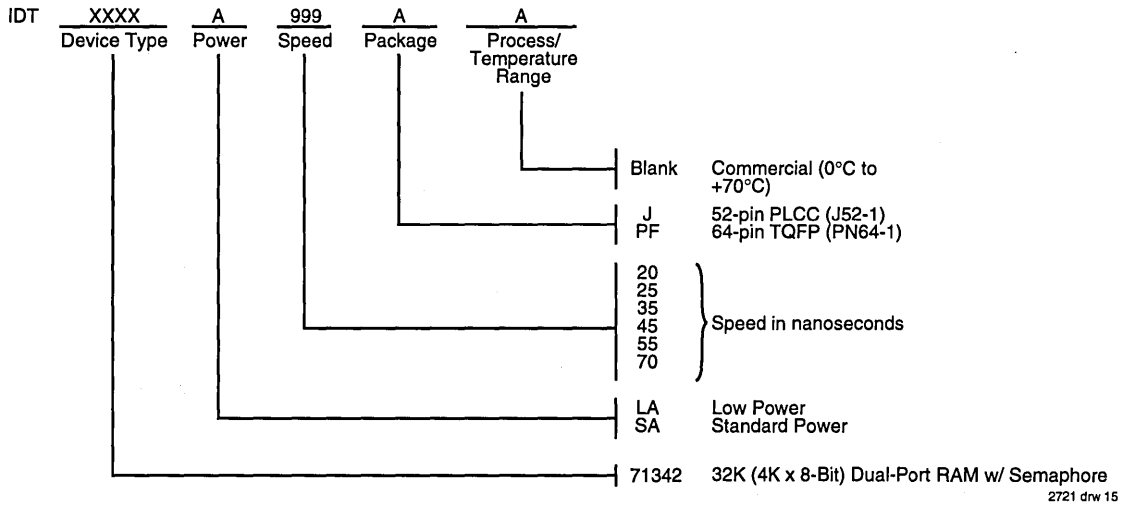 IDT XXXX A 999 A A
Device Type Power Speed Package Process/
Temperature
Range
Blank Commercial (0°C to
+70°C)
J 52-pin PLCC (J52-1)
PF 64-pin TQFP (PN64-1)
20
25
35
45 Speed in nanoseconds
55
70
LA Low Power
SA Standard Power
71342 32K (4K x 8-Bit) Dual-Port RAM w/ Semaphore
2721 drw 15